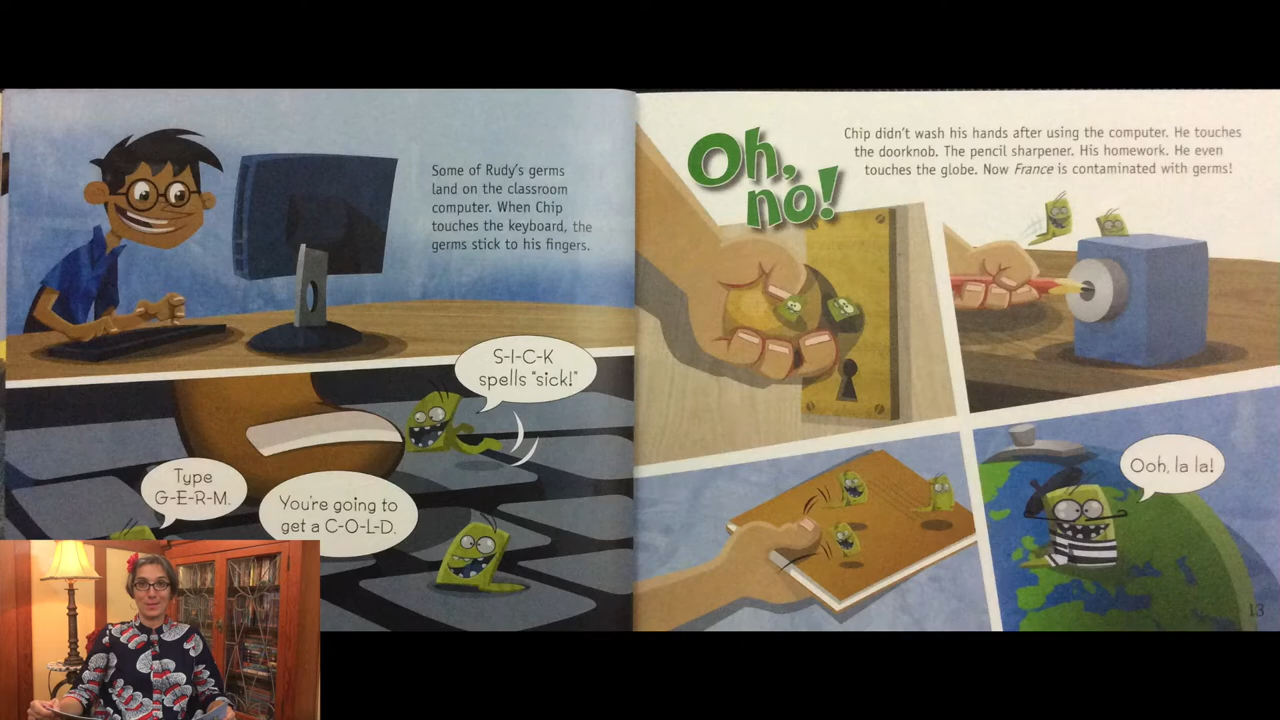 Some of Rudy's germs
land on the classroom
computer. When Chip
touches the keyboard, the
germs stick to his fingers.
S-I-C-K
spells "sick!"
Type
G-E-R-M.
You're going to
get a C-O-L-D.
Oh,
no!
Chip didn't wash his hands after using the computer. He touches
the doorknob. The pencil sharpener. His homework. He even
touches the globe. Now France is contaminated with germs!
Ooh, la la!
13